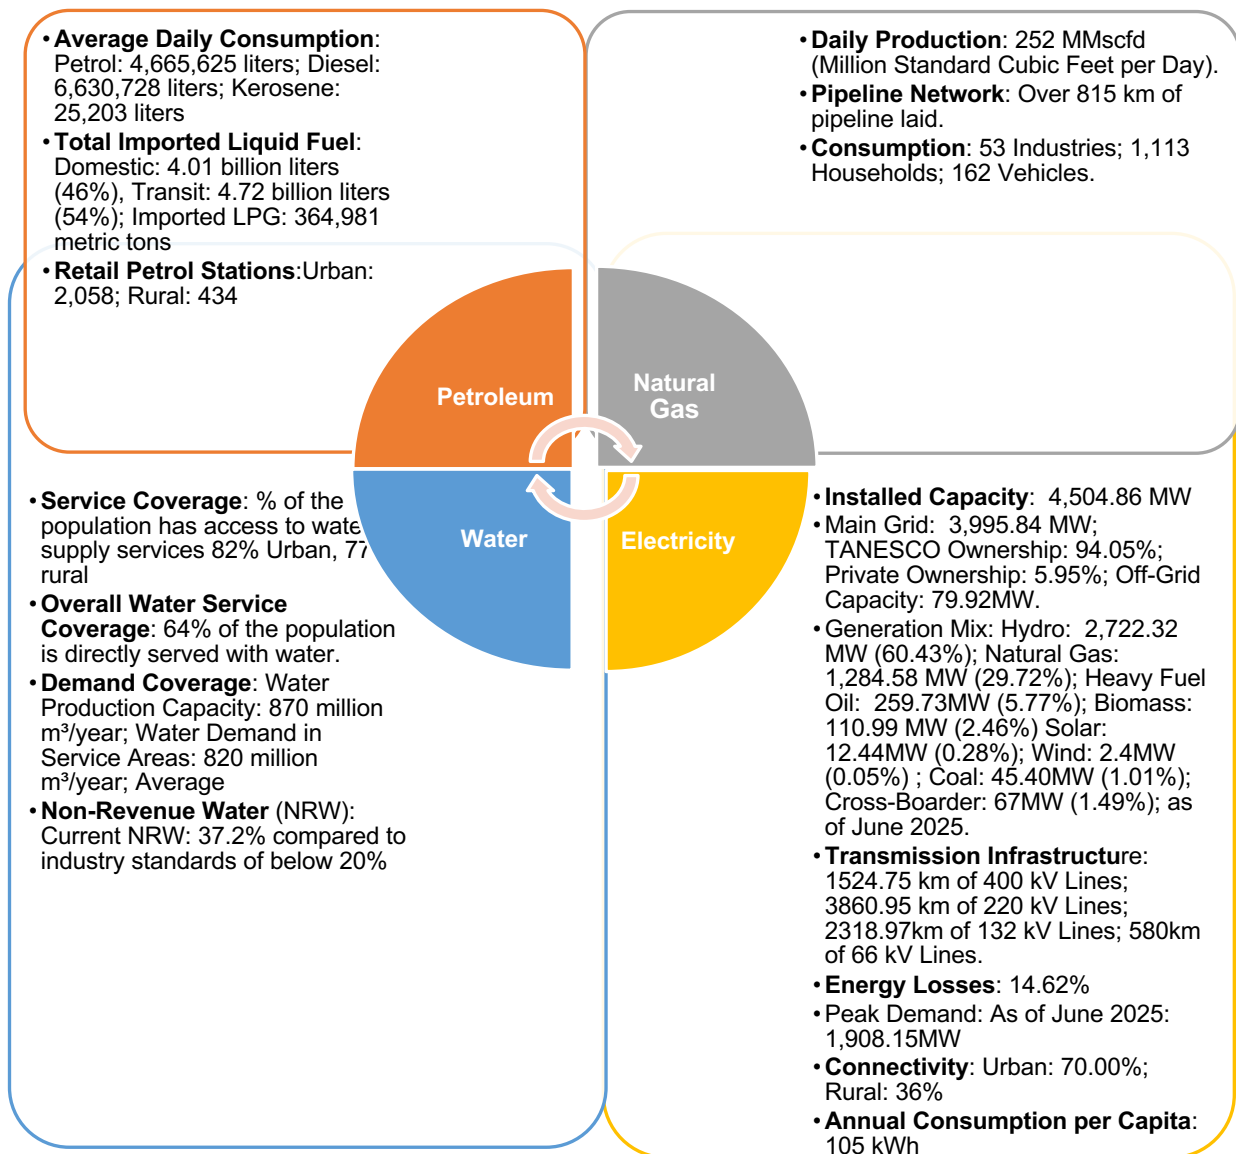 • Average Daily Consumption:
Petrol: 4,665,625 liters; Diesel:
6,630,728 liters; Kerosene:
25,203 liters
• Total Imported Liquid Fuel:
Domestic: 4.01 billion liters
(46%), Transit: 4.72 billion liters
(54%); Imported LPG: 364,981
metric tons
• Retail Petrol Stations:Urban:
2,058; Rural: 434
• Daily Production: 252 MMscfd
(Million Standard Cubic Feet per Day).
• Pipeline Network: Over 815 km of
pipeline laid.
• Consumption: 53 Industries; 1,113
Households; 162 Vehicles.
Petroleum
Natural
Gas
Water
Electricity
• Service Coverage: % of the
population has access to wate
supply services 82% Urban, 77
rural
• Overall Water Service
Coverage: 64% of the population
is directly served with water.
• Demand Coverage: Water
Production Capacity: 870 million
m³/year; Water Demand in
Service Areas: 820 million
m³/year; Average
• Non-Revenue Water (NRW):
Current NRW: 37.2% compared to
industry standards of below 20%
• Installed Capacity: 4,504.86 MW
• Main Grid: 3,995.84 MW;
TANESCO Ownership: 94.05%;
Private Ownership: 5.95%; Off-Grid
Capacity: 79.92MW.
• Generation Mix: Hydro: 2,722.32
MW (60.43%); Natural Gas:
1,284.58 MW (29.72%); Heavy Fuel
Oil: 259.73MW (5.77%); Biomass:
110.99 MW (2.46%) Solar:
12.44MW (0.28%); Wind: 2.4MW
(0.05%) ; Coal: 45.40MW (1.01%);
Cross-Boarder: 67MW (1.49%); as
of June 2025.
• Transmission Infrastructure:
1524.75 km of 400 kV Lines;
3860.95 km of 220 kV Lines;
2318.97km of 132 kV Lines; 580km
of 66 kV Lines.
• Energy Losses: 14.62%
• Peak Demand: As of June 2025:
1,908.15MW
• Connectivity: Urban: 70.00%;
Rural: 36%
• Annual Consumption per Capita:
105 kWh